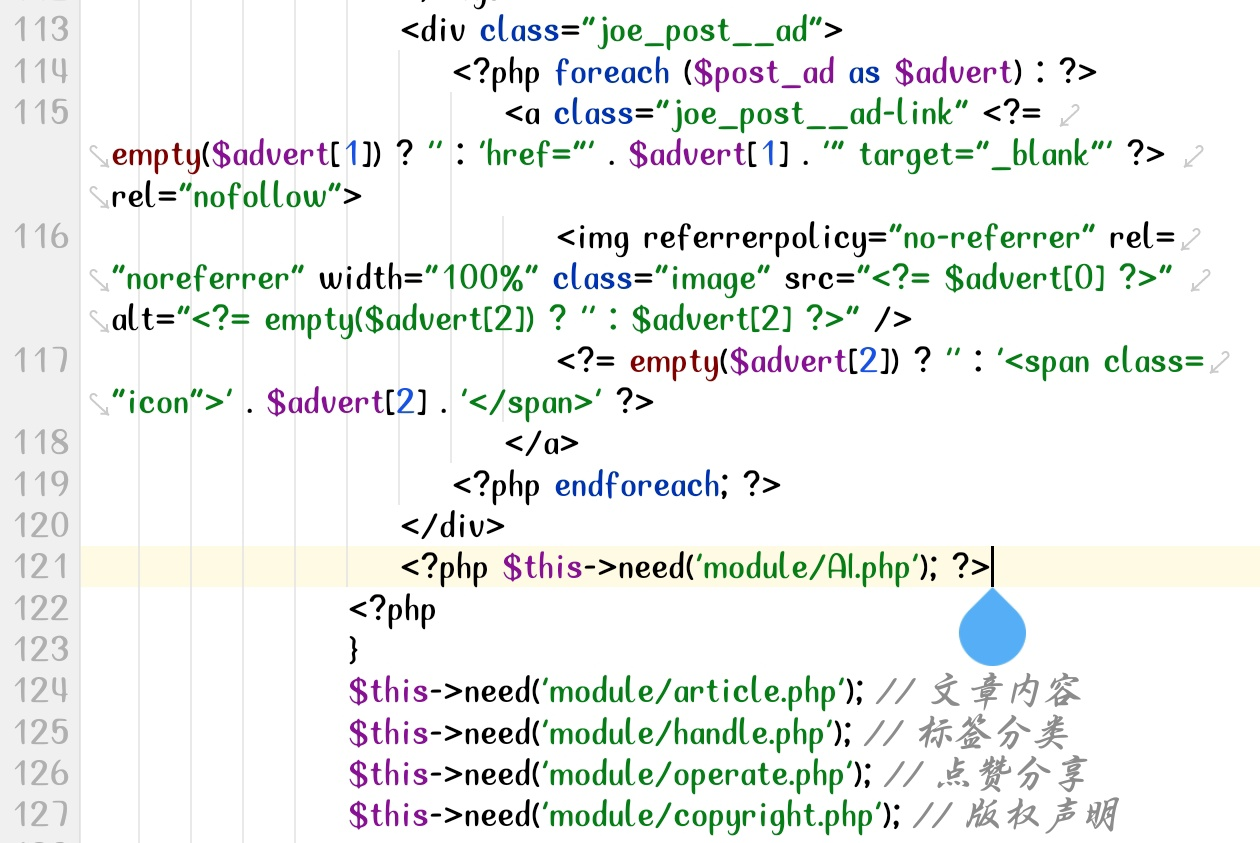 113 <div class="joe_post__ad">
114 <?php foreach ($post_ad as $advert) : ?>
115 <a class="joe_post__ad-link" <?=
empty($advert[1]) ? '' : 'href="' . $advert[1] . '" target="_blank"' ?>
rel="nofollow">
116 <img referrerpolicy="no-referrer" rel=
"noreferrer" width="100%" class="image" src="<?= $advert[0] ?>"
alt="<?= empty($advert[2]) ? '' : $advert[2] ?>" />
117 <?= empty($advert[2]) ? '' : '<span class=
"icon">' . $advert[2] . '</span>' ?>
118 </a>
119 <?php endforeach; ?>
120 </div>
121 <?php $this->need('module/AI.php'); ?>
122 <?php
123 }
124 $this->need('module/article.php'); // 文章内容
125 $this->need('module/handle.php'); // 标签分类
126 $this->need('module/operate.php'); // 点赞分享
127 $this->need('module/copyright.php'); // 版权声明